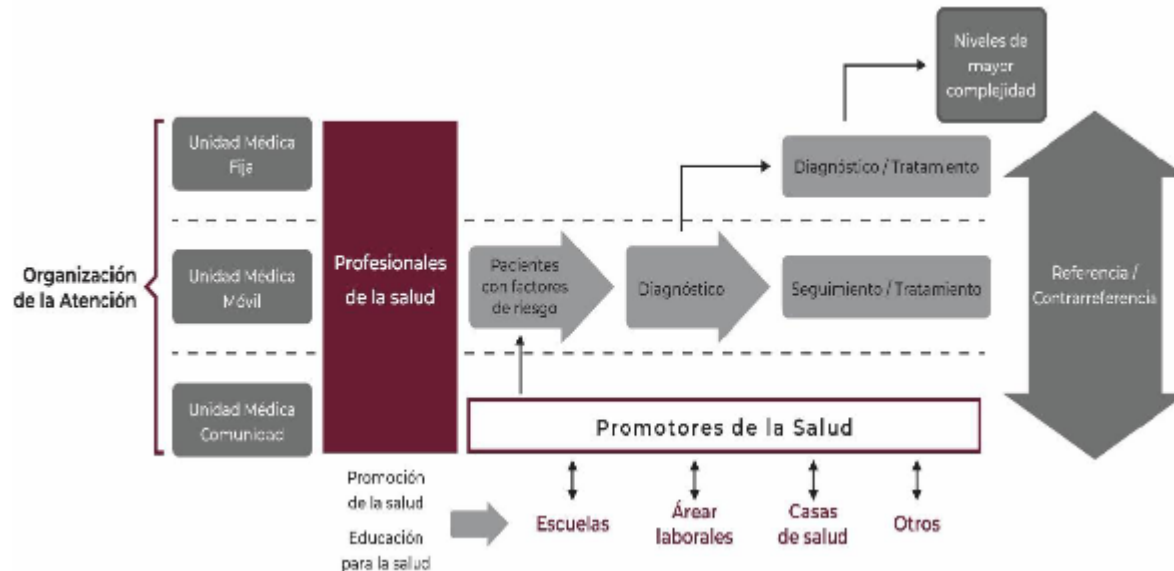 Niveles de
mayor
complejidad
Unidad Médica
Fija
Diagnóstico / Tratamiento
Organización
de la Atención
Unidad Médica
Móvil
Profesionales
de la salud
Pacientes
con factores
de riesgo
Diagnóstico
Seguimiento / Tratamiento
Referencia /
Contrarreferencia
Unidad Médica
Comunidad
Promotores de la Salud
Promoción
de la salud
Educación
para la salud
Escuelas
Árear
laborales
Casas
de salud
Otros